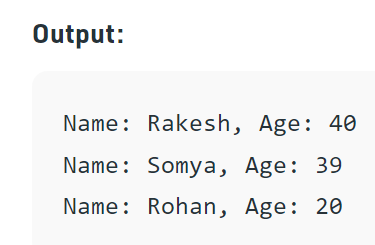 Output:
Name: Rakesh, Age: 40
Name: Somya, Age: 39
Name: Rohan, Age: 20